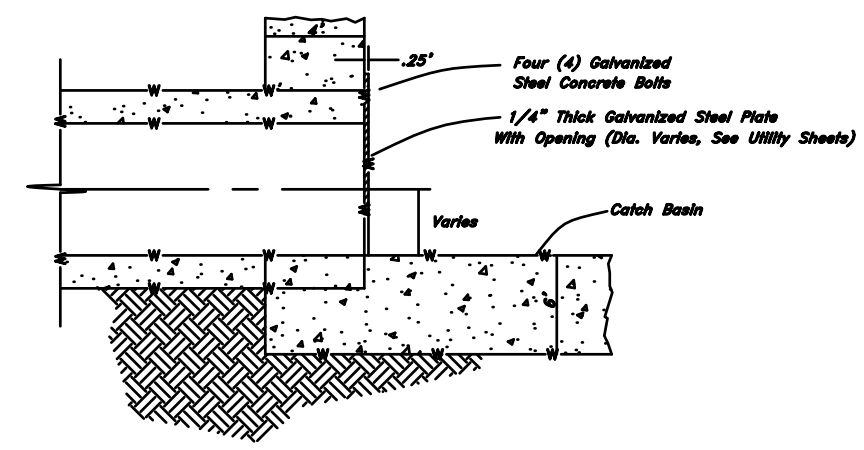 4'
.25'
Four (4) Galvanized
Steel Concrete Bolts
1/4" Thick Galvanized Steel Plate
With Opening (Dia. Varies, See Utility Sheets)
Catch Basin
Varies
6'